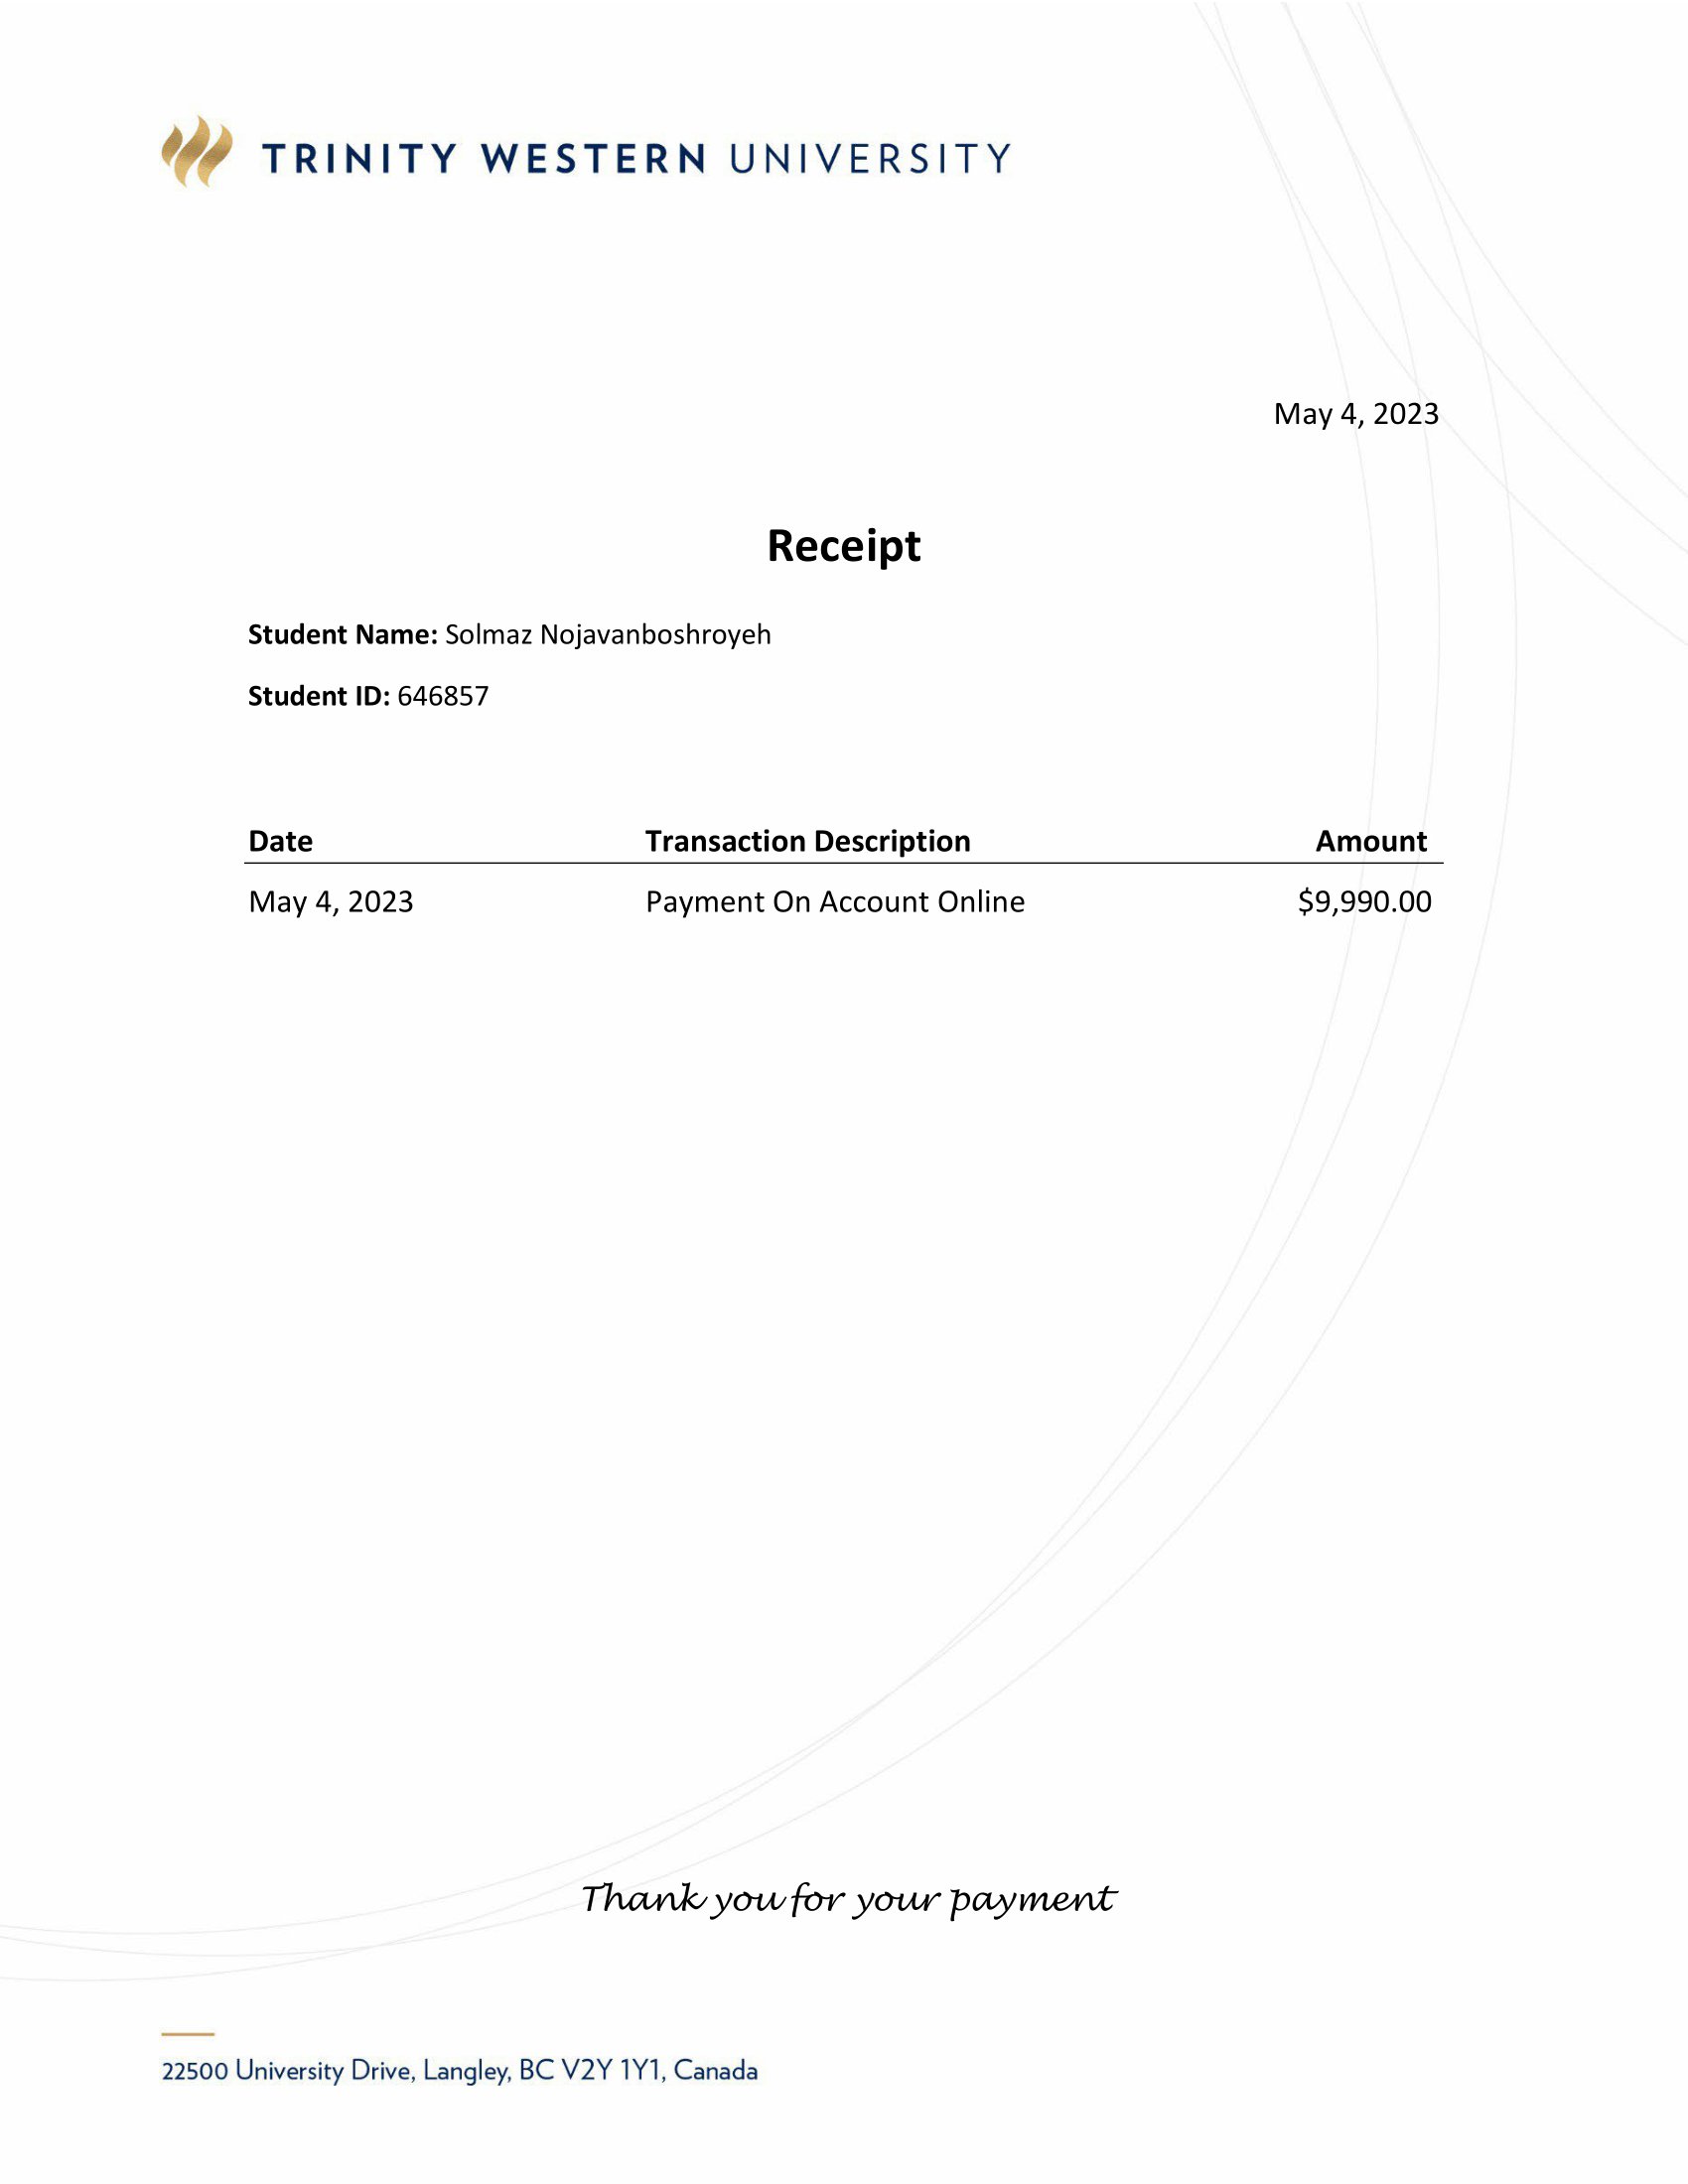 TRINITY WESTERN UNIVERSITY
May 4, 2023
Receipt
Student Name: Solmaz Nojavanboshroyeh
Student ID: 646857
Date Transaction Description Amount
May 4, 2023 Payment On Account Online $9,990.00
Thank you for your payment
22500 University Drive, Langley, BC V2Y 1Y1, Canada